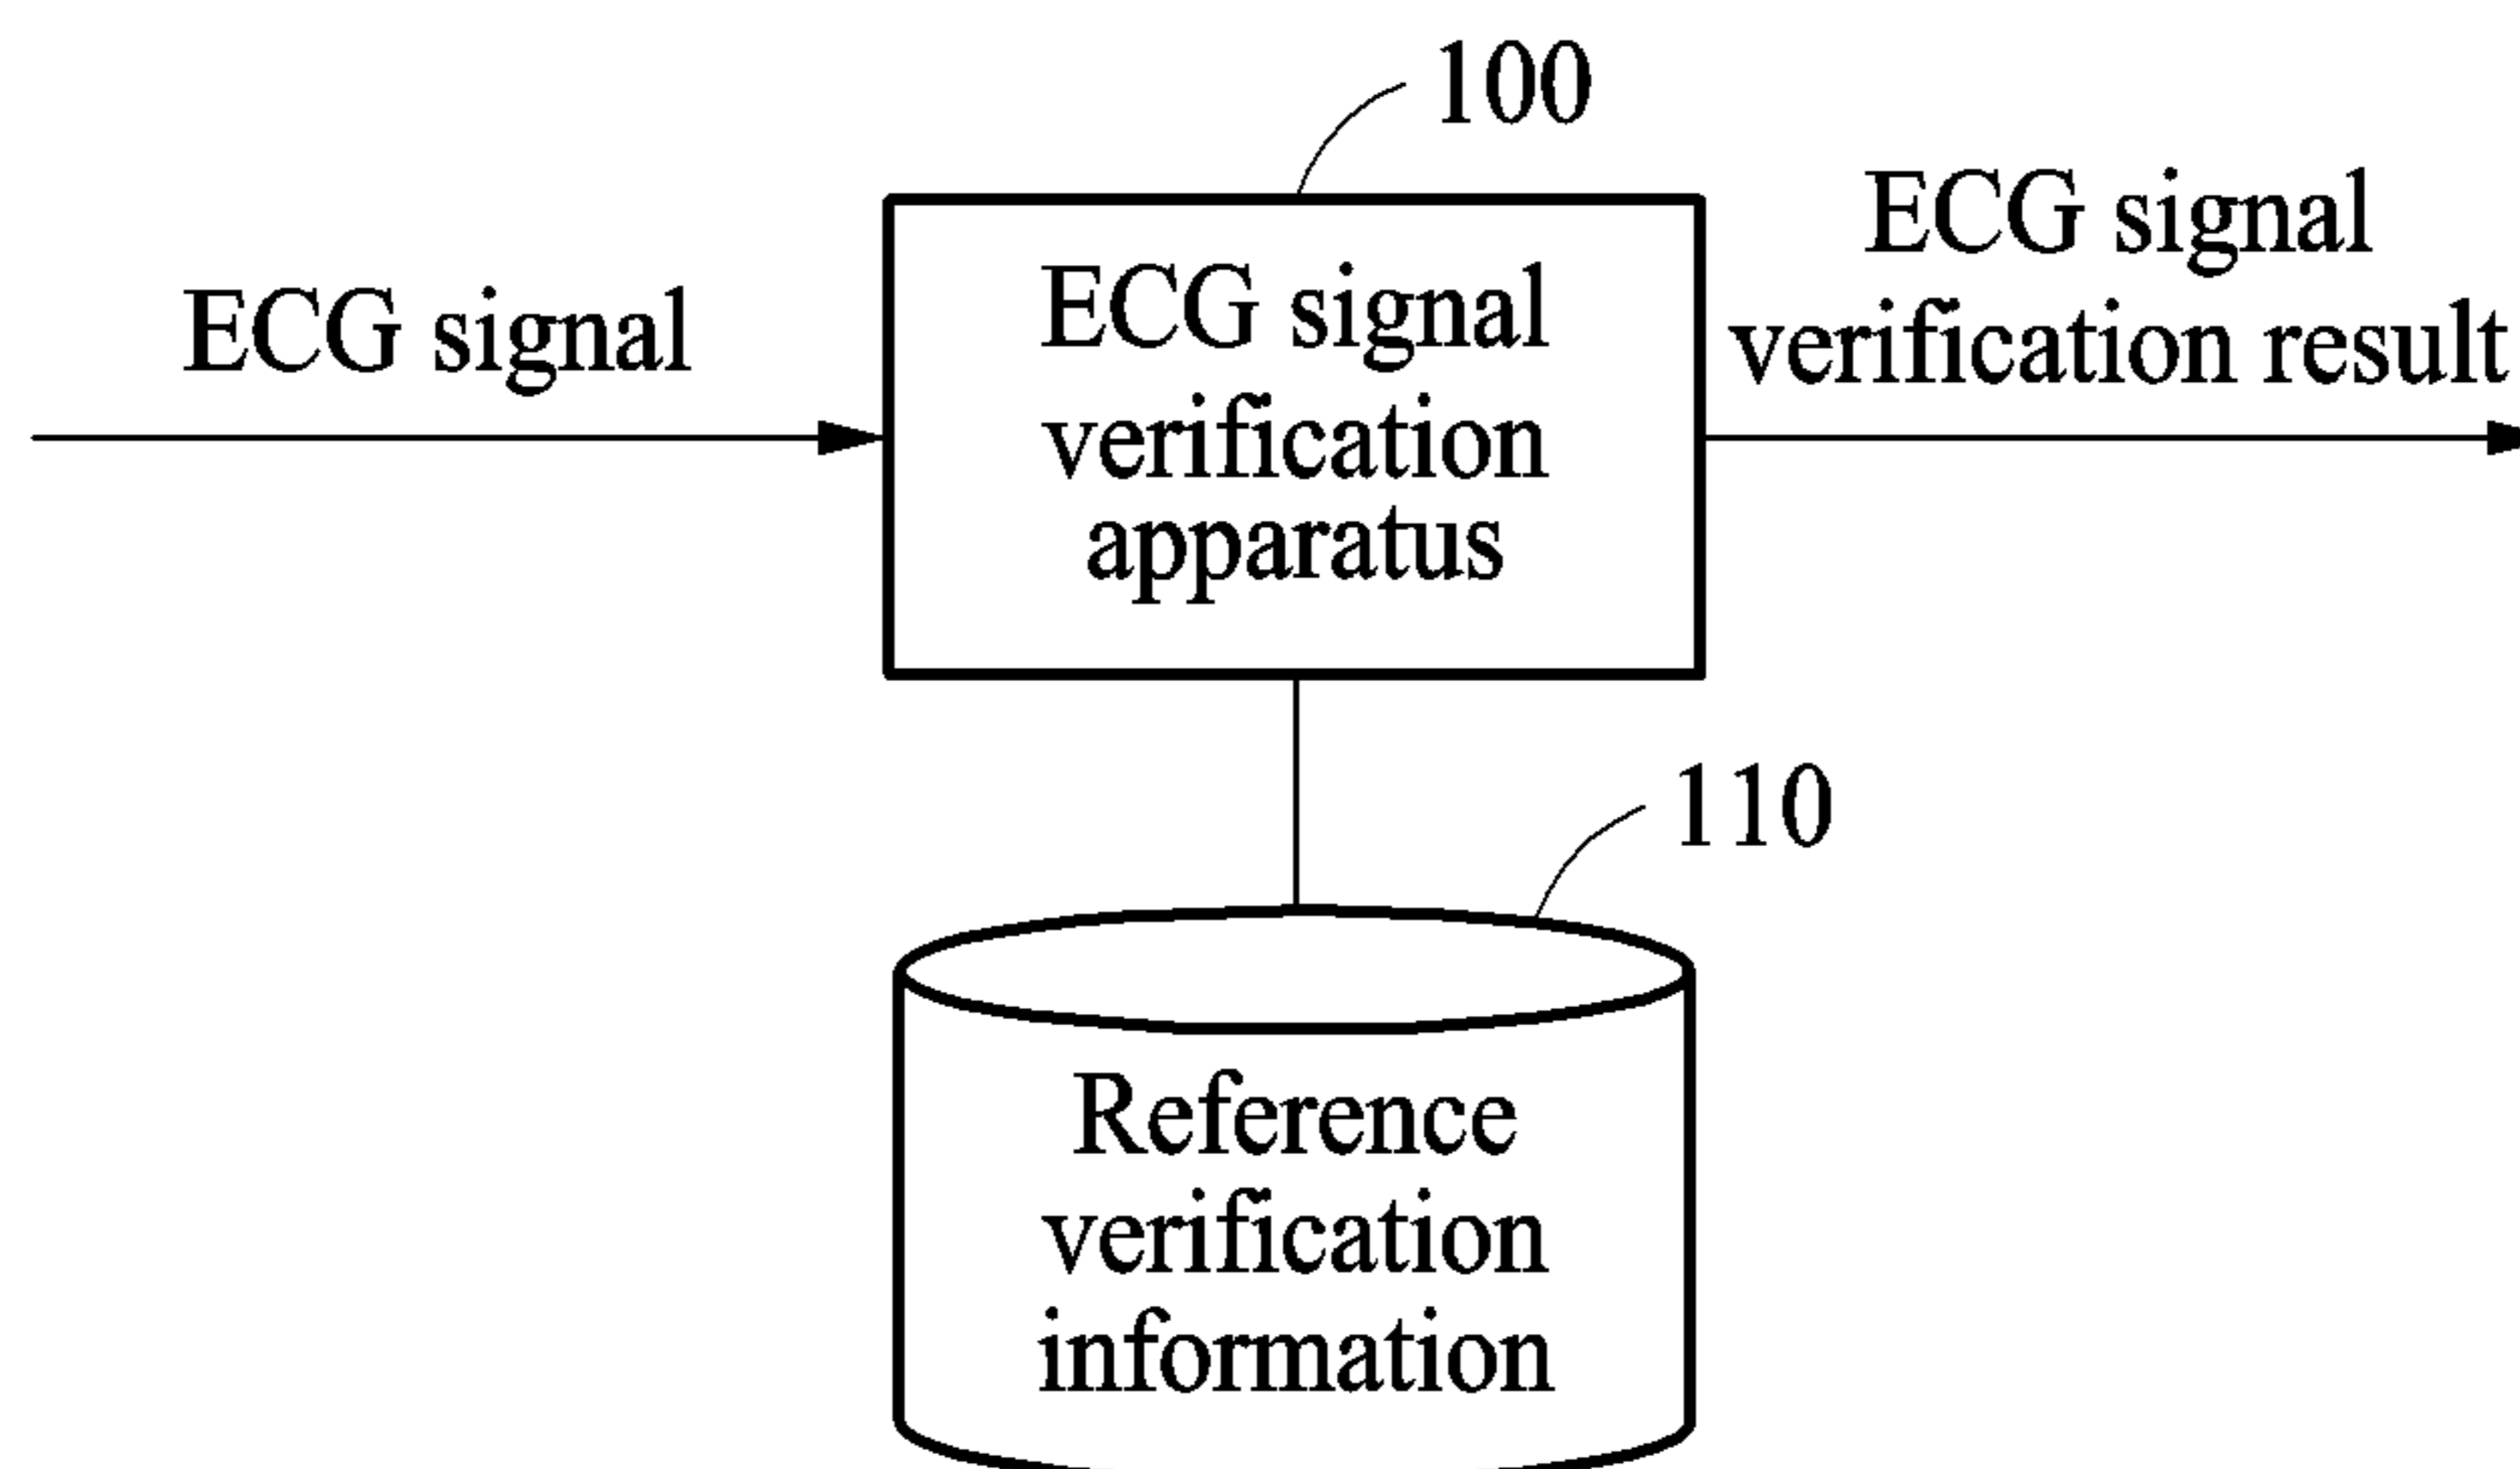 100
ECG signal
ECG signal
verification
apparatus
ECG signal
verification result
110
Reference
verification
information